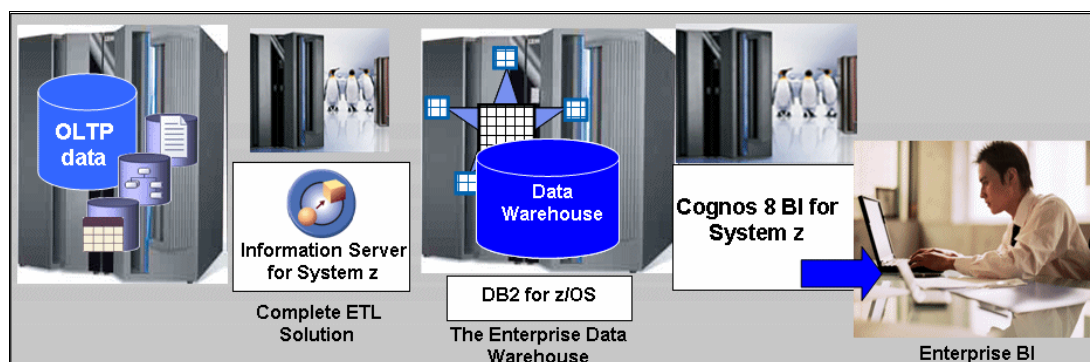 OLTP
data
Information Server
for System z
Complete ETL
Solution
Data
Warehouse
DB2 for z/OS
The Enterprise Data
Warehouse
Cognos 8 BI for
System z
Enterprise BI